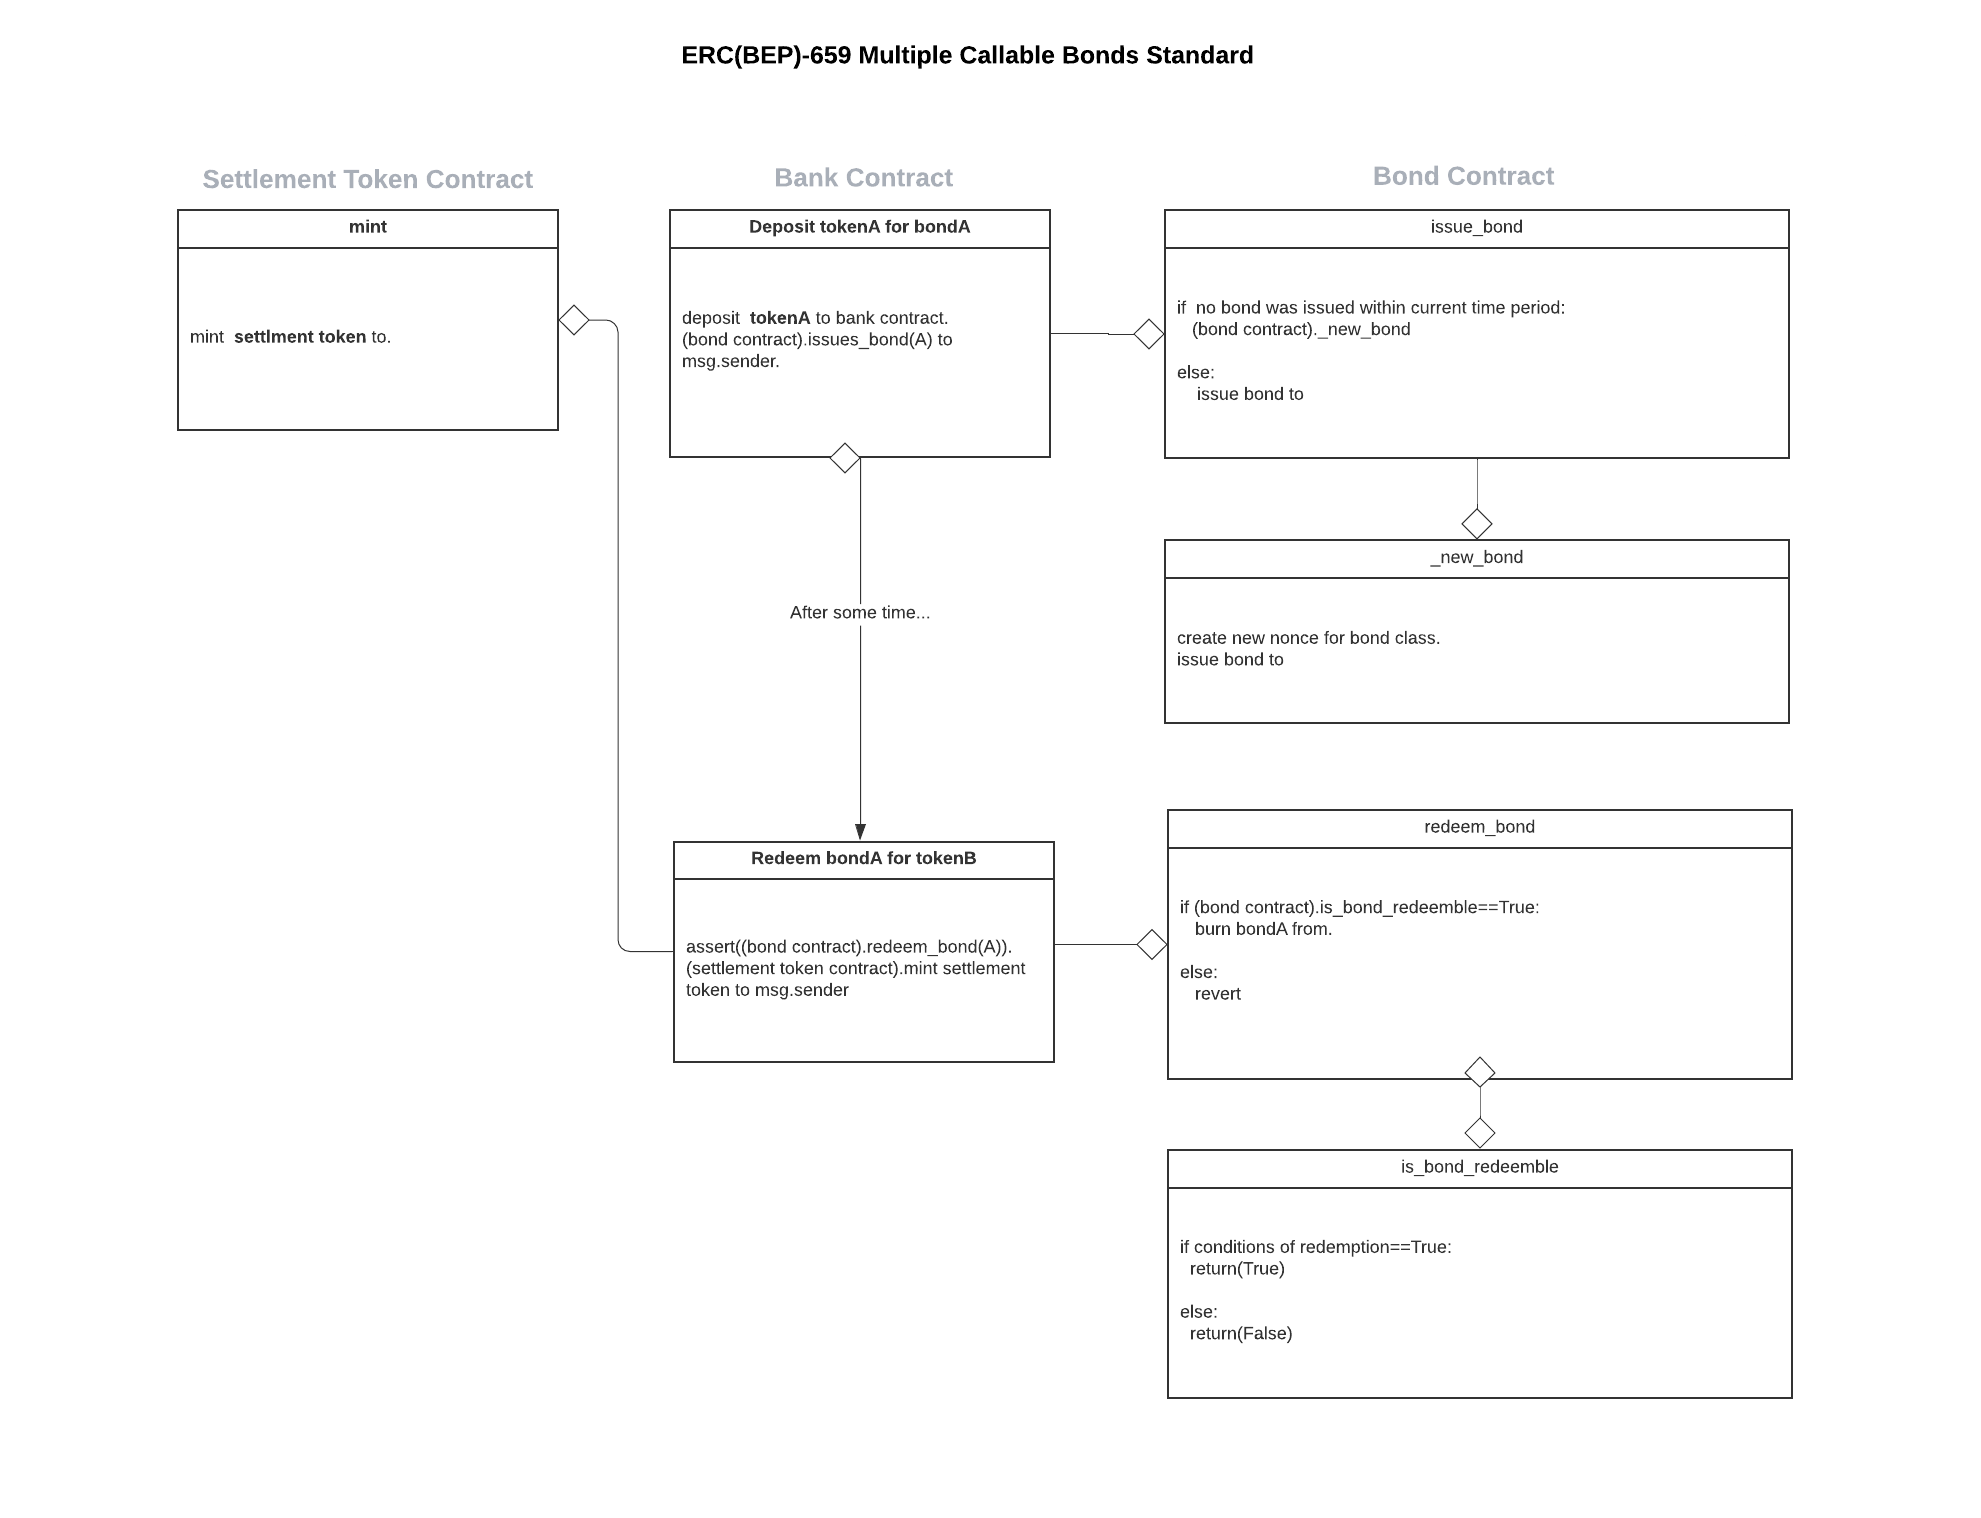 ERC(BEP)-659 Multiple Callable Bonds Standard
Settlement Token Contract
mint
mint  settlment token to.
Bank Contract
Deposit tokenA for bondA
deposit  tokenA to bank contract.
(bond contract).issues_bond(A) to
msg.sender.
After some time...
Redeem bondA for tokenB
assert((bond contract).redeem_bond(A)).
(settlement token contract).mint settlement
token to msg.sender
Bond Contract
issue_bond
if  no bond was issued within current time period:
(bond contract)._new_bond
else:
issue bond to
_new_bond
create new nonce for bond class.
issue bond to
redeem_bond
if (bond contract).is_bond_redeemble==True:
burn bondA from.
else:
revert
is_bond_redeemble
if conditions of redemption==True:
return(True)
else:
return(False)